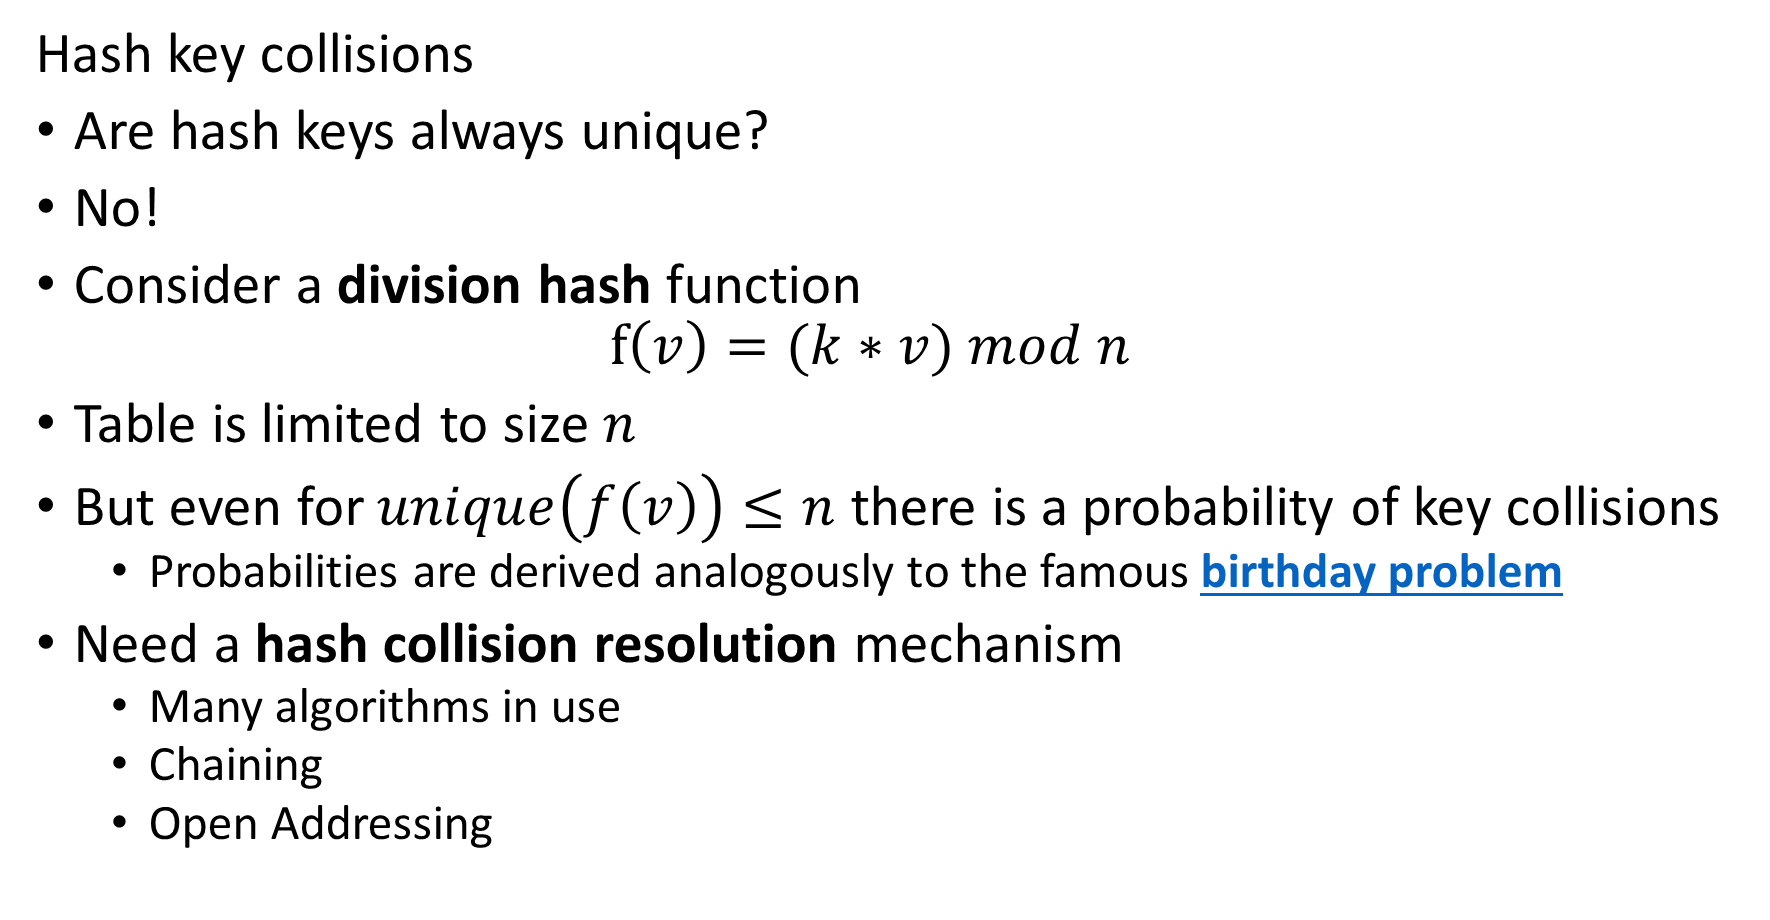 Hash key collisions
• Are hash keys always unique?
• No!
• Consider a division hash function
f(v) = (k ∗ v) mod n
• Table is limited to size n
• But even for unique(f(v)) ≤ n there is a probability of key collisions
• Probabilities are derived analogously to the famous birthday problem
• Need a hash collision resolution mechanism
• Many algorithms in use
• Chaining
• Open Addressing